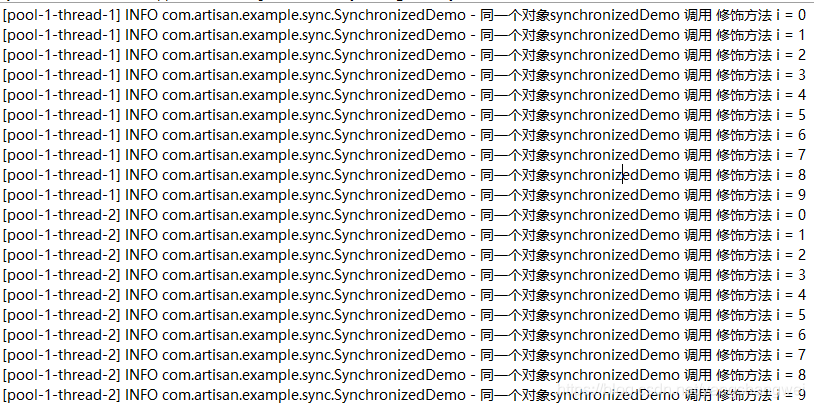 [pool-1-thread-1] INFO com.artisan.example.sync.SynchronizedDemo - 同一个对象synchronizedDemo 调用 修饰方法 i = 0
[pool-1-thread-1] INFO com.artisan.example.sync.SynchronizedDemo - 同一个对象synchronizedDemo 调用 修饰方法 i = 1
[pool-1-thread-1] INFO com.artisan.example.sync.SynchronizedDemo - 同一个对象synchronizedDemo 调用 修饰方法 i = 2
[pool-1-thread-1] INFO com.artisan.example.sync.SynchronizedDemo - 同一个对象synchronizedDemo 调用 修饰方法 i = 3
[pool-1-thread-1] INFO com.artisan.example.sync.SynchronizedDemo - 同一个对象synchronizedDemo 调用 修饰方法 i = 4
[pool-1-thread-1] INFO com.artisan.example.sync.SynchronizedDemo - 同一个对象synchronizedDemo 调用 修饰方法 i = 5
[pool-1-thread-1] INFO com.artisan.example.sync.SynchronizedDemo - 同一个对象synchronizedDemo 调用 修饰方法 i = 6
[pool-1-thread-1] INFO com.artisan.example.sync.SynchronizedDemo - 同一个对象synchronizedDemo 调用 修饰方法 i = 7
[pool-1-thread-1] INFO com.artisan.example.sync.SynchronizedDemo - 同一个对象synchronizedDemo 调用 修饰方法 i = 8
[pool-1-thread-1] INFO com.artisan.example.sync.SynchronizedDemo - 同一个对象synchronizedDemo 调用 修饰方法 i = 9
[pool-1-thread-2] INFO com.artisan.example.sync.SynchronizedDemo - 同一个对象synchronizedDemo 调用 修饰方法 i = 0
[pool-1-thread-2] INFO com.artisan.example.sync.SynchronizedDemo - 同一个对象synchronizedDemo 调用 修饰方法 i = 1
[pool-1-thread-2] INFO com.artisan.example.sync.SynchronizedDemo - 同一个对象synchronizedDemo 调用 修饰方法 i = 2
[pool-1-thread-2] INFO com.artisan.example.sync.SynchronizedDemo - 同一个对象synchronizedDemo 调用 修饰方法 i = 3
[pool-1-thread-2] INFO com.artisan.example.sync.SynchronizedDemo - 同一个对象synchronizedDemo 调用 修饰方法 i = 4
[pool-1-thread-2] INFO com.artisan.example.sync.SynchronizedDemo - 同一个对象synchronizedDemo 调用 修饰方法 i = 5
[pool-1-thread-2] INFO com.artisan.example.sync.SynchronizedDemo - 同一个对象synchronizedDemo 调用 修饰方法 i = 6
[pool-1-thread-2] INFO com.artisan.example.sync.SynchronizedDemo - 同一个对象synchronizedDemo 调用 修饰方法 i = 7
[pool-1-thread-2] INFO com.artisan.example.sync.SynchronizedDemo - 同一个对象synchronizedDemo 调用 修饰方法 i = 8
[pool-1-thread-2] INFO com.artisan.example.sync.SynchronizedDemo - 同一个对象synchronizedDemo 调用 修饰方法 i = 9